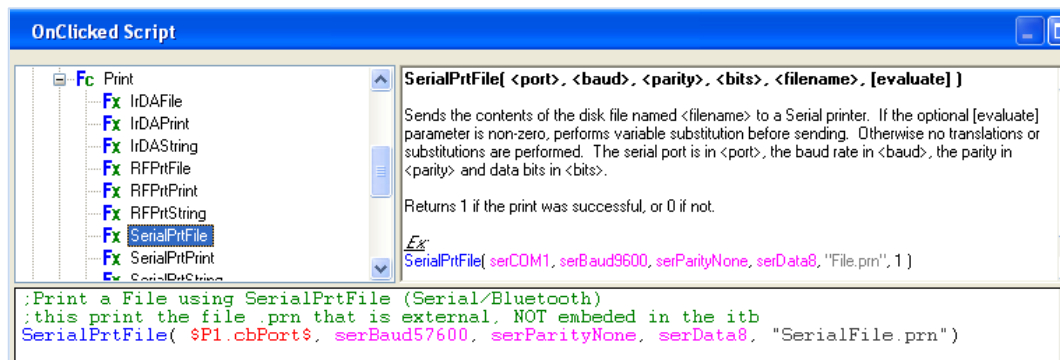 OnClicked Script
Fc Print
Fx IrDAFile
Fx IrDAPrint
Fx IrDAString
Fx RFPrtFile
Fx RFPrtPrint
Fx RFPrtString
Fx SerialPrtFile
Fx SerialPrtPrint
Fx SerialPrtString
SerialPrtFile( <port>, <baud>, <parity>, <bits>, <filename>, [evaluate] )
Sends the contents of the disk file named <filename> to a Serial printer. If the optional [evaluate]
parameter is non-zero, performs variable substitution before sending. Otherwise no translations or
substitutions are performed. The serial port is in <port>, the baud rate in <baud>, the parity in
<parity> and data bits in <bits>.
Returns 1 if the print was successful, or 0 if not.
Ex:
SerialPrtFile( serCOM1, serBaud9600, serParityNone, serData8, "File.prn", 1 )
;Print a File using SerialPrtFile (Serial/Bluetooth)
;this print the file .prn that is external, NOT embeded in the itb
SerialPrtFile( $P1.cbPort$, serBaud57600, serParityNone, serData8, "SerialFile.prn")